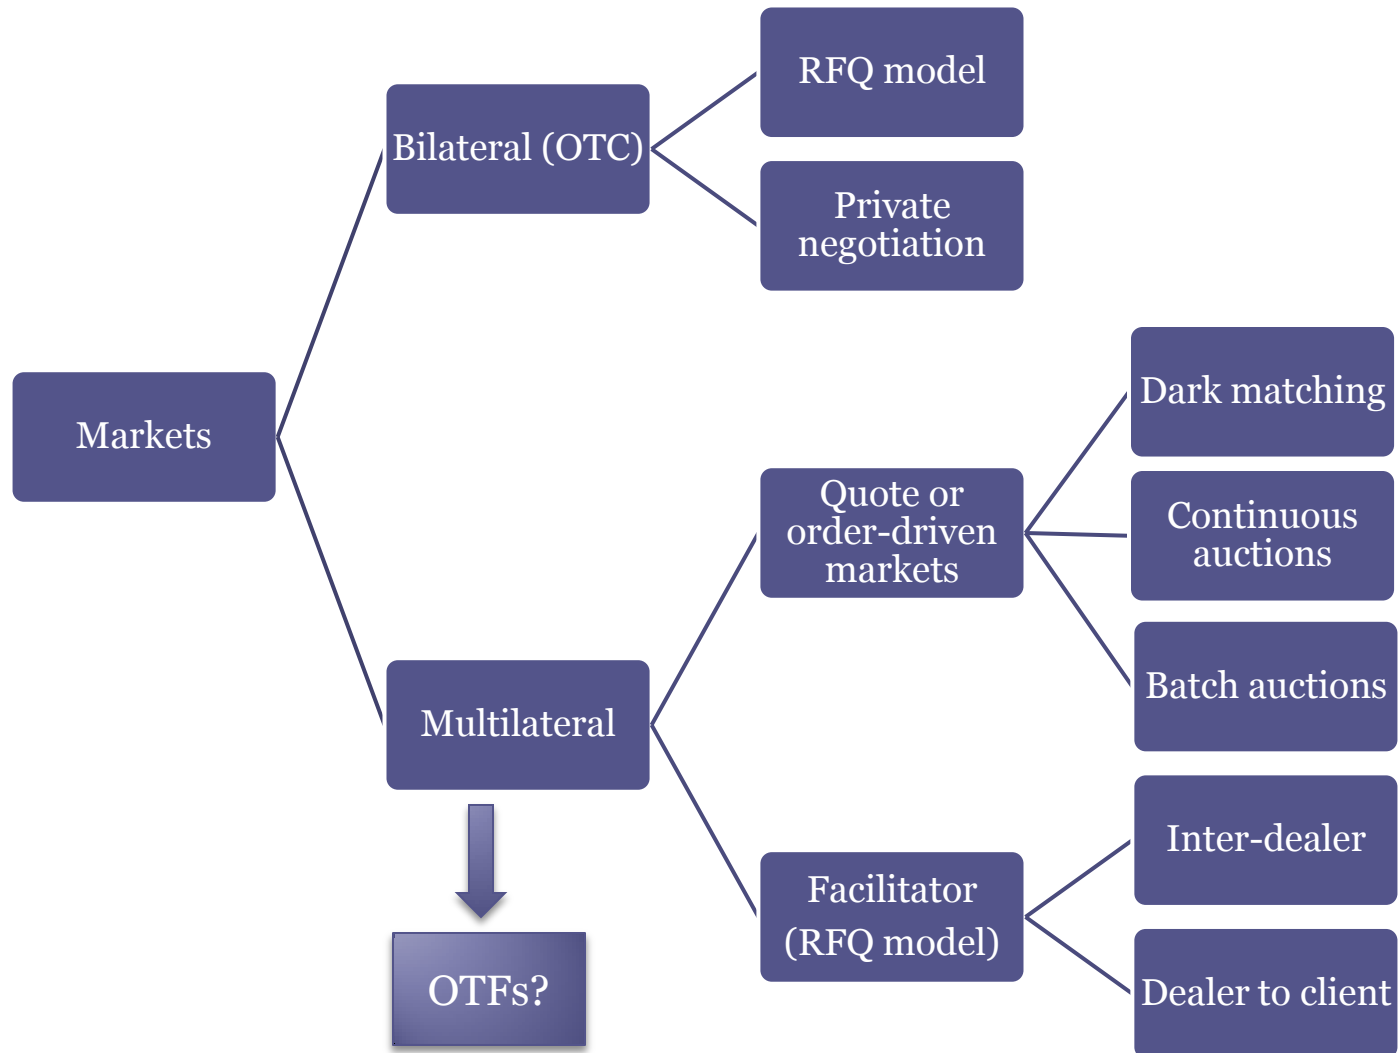 RFQ model
Bilateral (OTC)
Private
negotiation
Dark matching
Markets
Quote or
order-driven
markets
Continuous
auctions
Batch auctions
Multilateral
Inter-dealer
Facilitator
(RFQ model)
OTFs?
Dealer to client